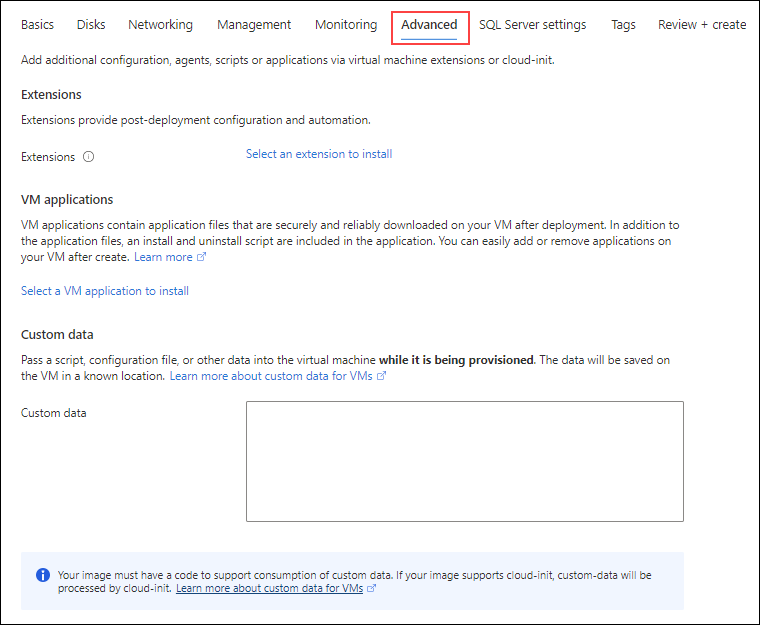 Basics Disks Networking Management Monitoring Advanced SQL Server settings Tags Review + create
Add additional configuration, agents, scripts or applications via virtual machine extensions or cloud-init.
Extensions
Extensions provide post-deployment configuration and automation.
Extensions Select an extension to install
VM applications
VM applications contain application files that are securely and reliably downloaded on your VM after deployment. In addition to
the application files, an install and uninstall script are included in the application. You can easily add or remove applications on
your VM after create. Learn more
Select a VM application to install
Custom data
Pass a script, configuration file, or other data into the virtual machine while it is being provisioned. The data will be saved on
the VM in a known location. Learn more about custom data for VMs
Custom data
Your image must have a code to support consumption of custom data. If your image supports cloud-init, custom-data will be
processed by cloud-init. Learn more about custom data for VMs